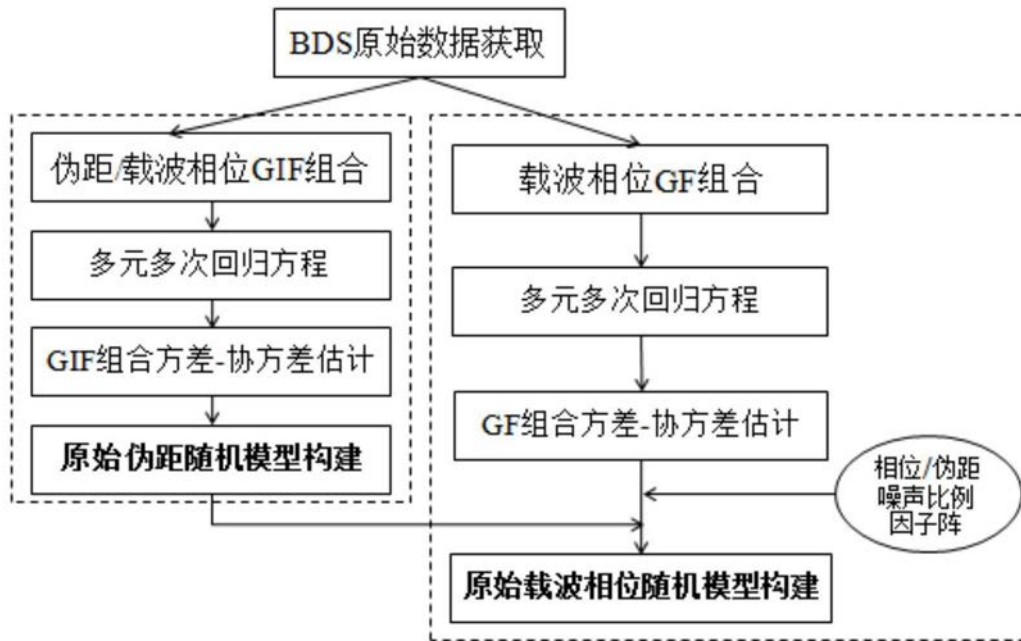 BDS原始数据获取
伪距/载波相位GIF组合
多元多次回归方程
GIF组合方差-协方差估计
原始伪距随机模型构建
载波相位GF组合
多元多次回归方程
GF组合方差-协方差估计
相位/伪距
噪声比例
因子阵
原始载波相位随机模型构建